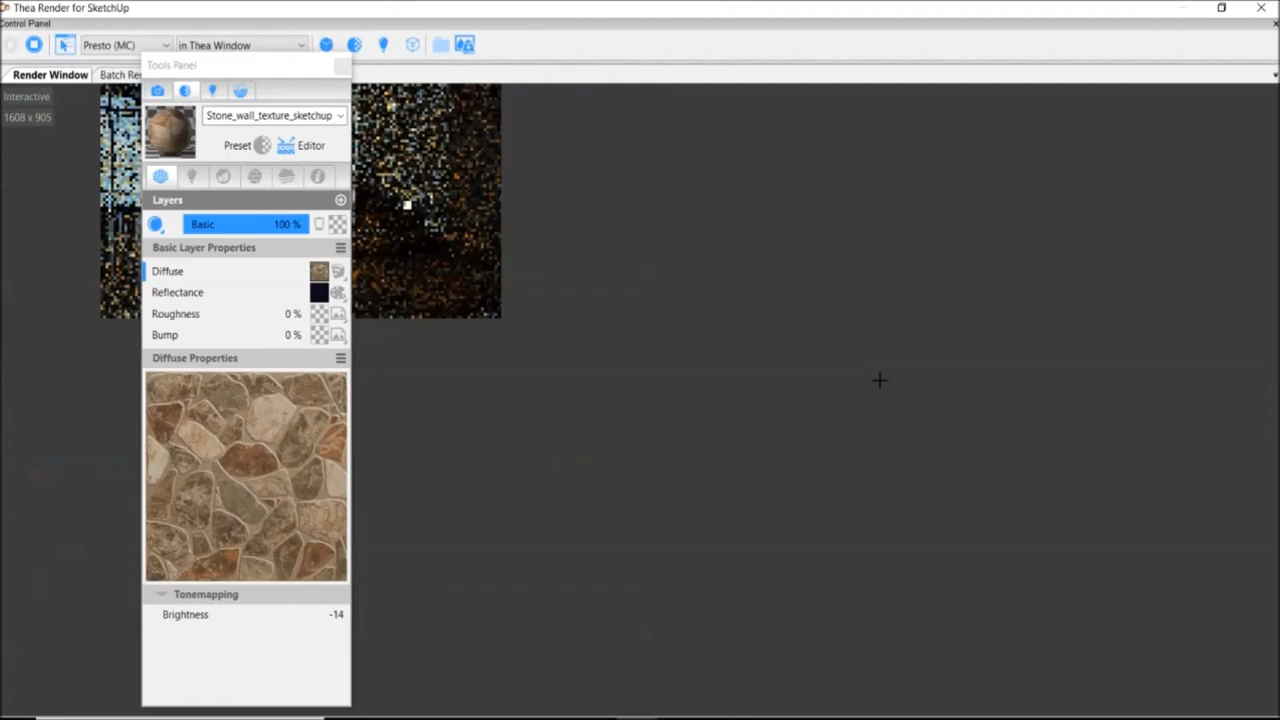 Thea Render for SketchUp
Control Panel
Presto (MC)
in Thea Window
Render Window
Batch Re
Tools Panel
Interactive
1608 x 905
Stone_wall_texture_sketchup
Preset
Editor
Layers
Basic 100 %
Basic Layer Properties
Diffuse
Reflectance
Roughness 0 %
Bump 0 %
Diffuse Properties
Tonemapping
Brightness -14